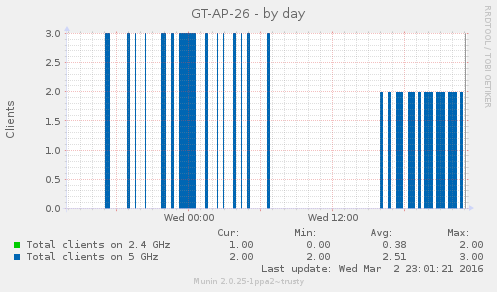 GT-AP-26 - by day
RRDTOOL / TOBI OETIKER
Clients
3.0
2.5
2.0
1.5
1.0
0.5
0.0
Wed 00:00 Wed 12:00
Cur: Min: Avg: Max:
Total clients on 2.4 GHz 1.00 0.00 0.38 2.00
Total clients on 5 GHz 2.00 2.00 2.51 3.00
Last update: Wed Mar 2 23:01:21 2016
Munin 2.0.25-1ppa2~trusty